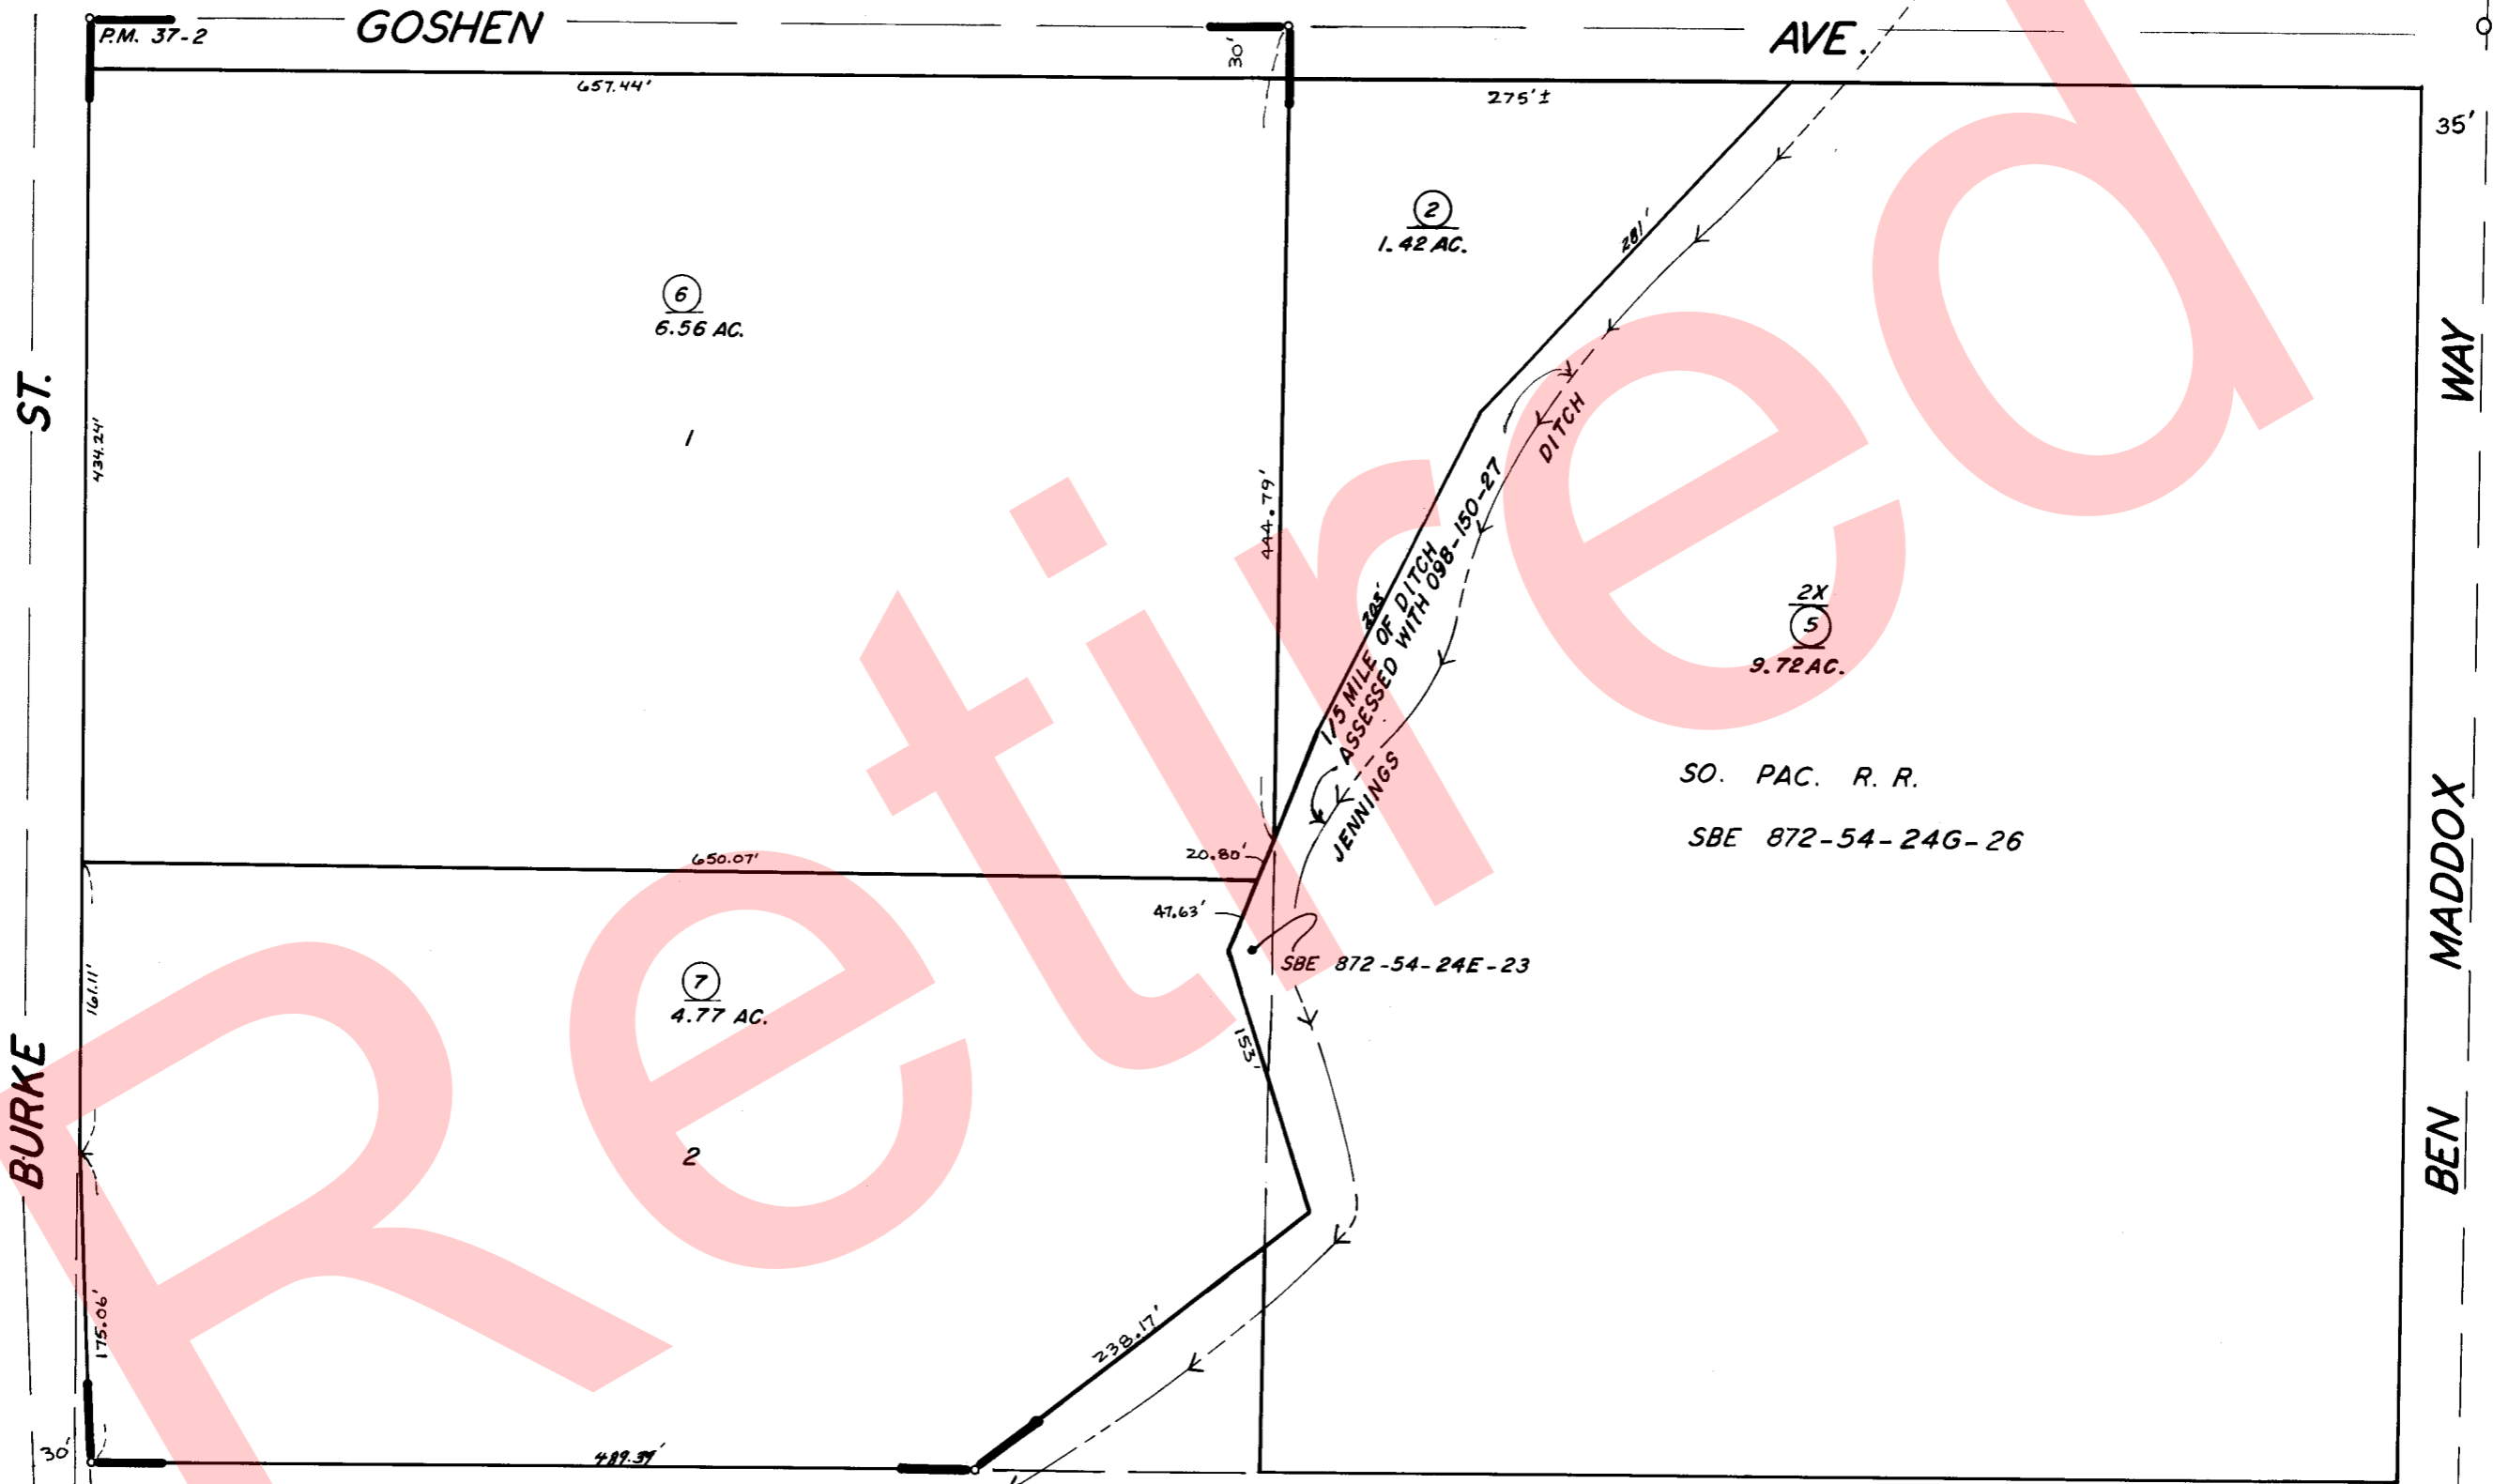 GOSHEN AVE.
P.M. 37-2
30'
657.44'
275'±
35'
2
1.42 AC.
281'
6
6.56 AC.
1
ST.
WAY
434.24'
444.79'
DITCH
1/5 MILE OF DITCH
ASSESSED WITH 098-150-27
JENNINGS
2X
5
9.72 AC.
SO. PAC. R. R.
SBE 872-54-24G-26
MADDOX
650.07'
20.80'
47.63'
SBE 872-54-24E-23
161.11'
7
4.77 AC.
153'
BURKE
BEN
2
175.06'
238.17'
30'
Retired